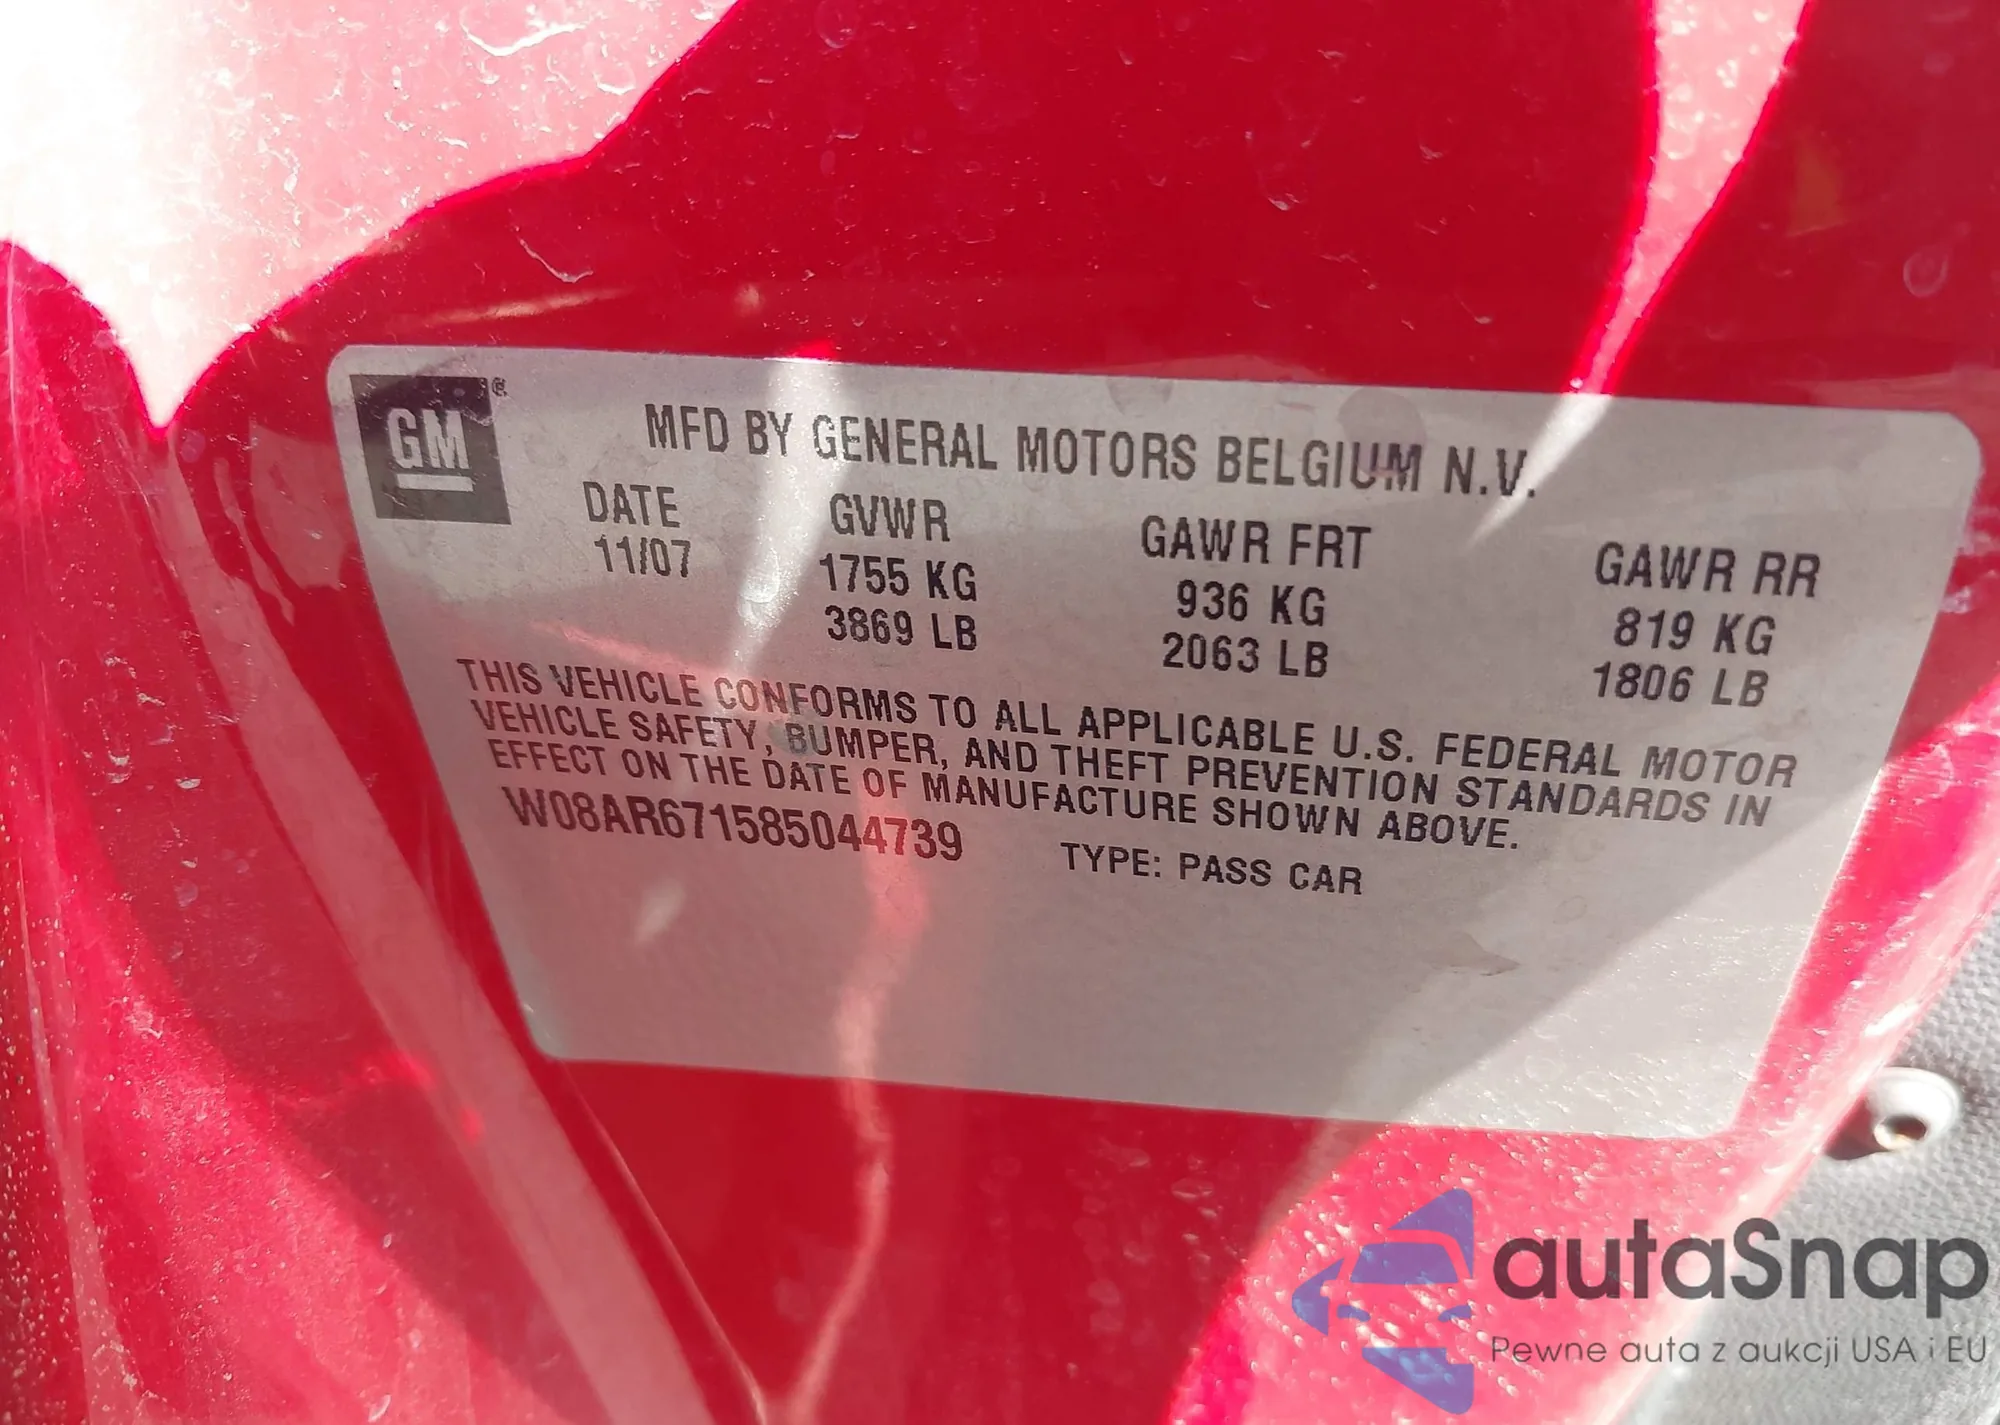 GM®
MFD BY GENERAL MOTORS BELGIUM N.V.
DATE GVWR GAWR FRT GAWR RR
11/07 1755 KG 936 KG 819 KG
3869 LB 2063 LB 1806 LB
THIS VEHICLE CONFORMS TO ALL APPLICABLE U.S. FEDERAL MOTOR
VEHICLE SAFETY, BUMPER, AND THEFT PREVENTION STANDARDS IN
EFFECT ON THE DATE OF MANUFACTURE SHOWN ABOVE.
W08AR671585044739 TYPE: PASS CAR
autaSnap
Pewne auta z aukcji USA i EU